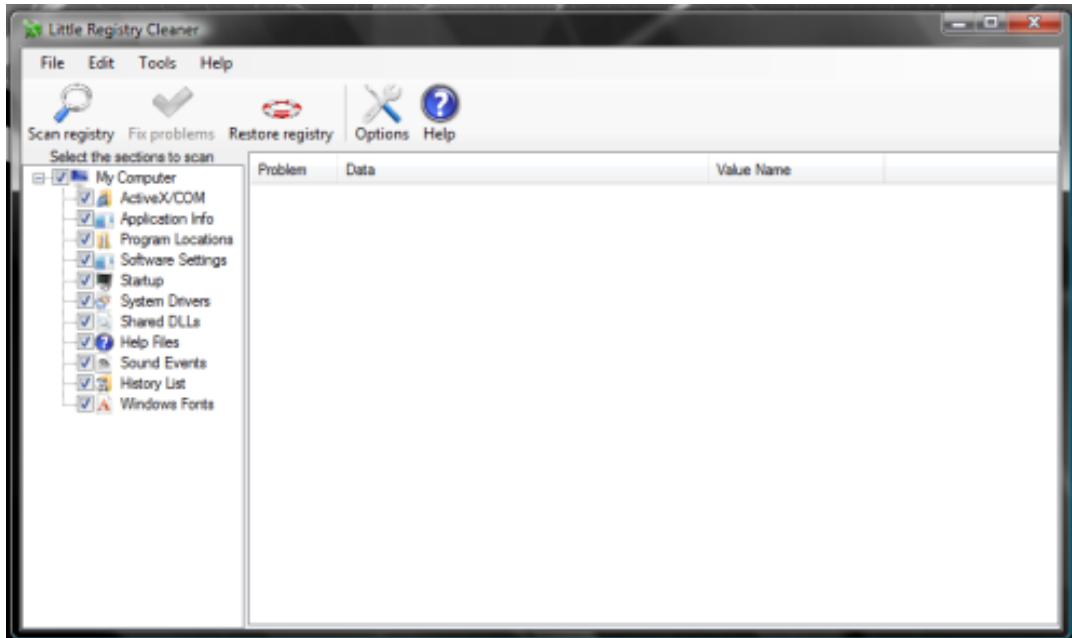 Little Registry Cleaner
File Edit Tools Help
Scan registry Fix problems Restore registry Options Help
Select the sections to scan
Problem Data Value Name
My Computer
ActiveX/COM
Application Info
Program Locations
Software Settings
Startup
System Drivers
Shared DLLs
Help Files
Sound Events
History List
Windows Fonts